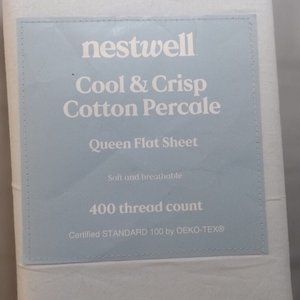 nestwell
Cool & Crisp
Cotton Percale
Queen Flat Sheet
Soft and breathable
400 thread count
Certified STANDARD 100 by OEKO-TEX®